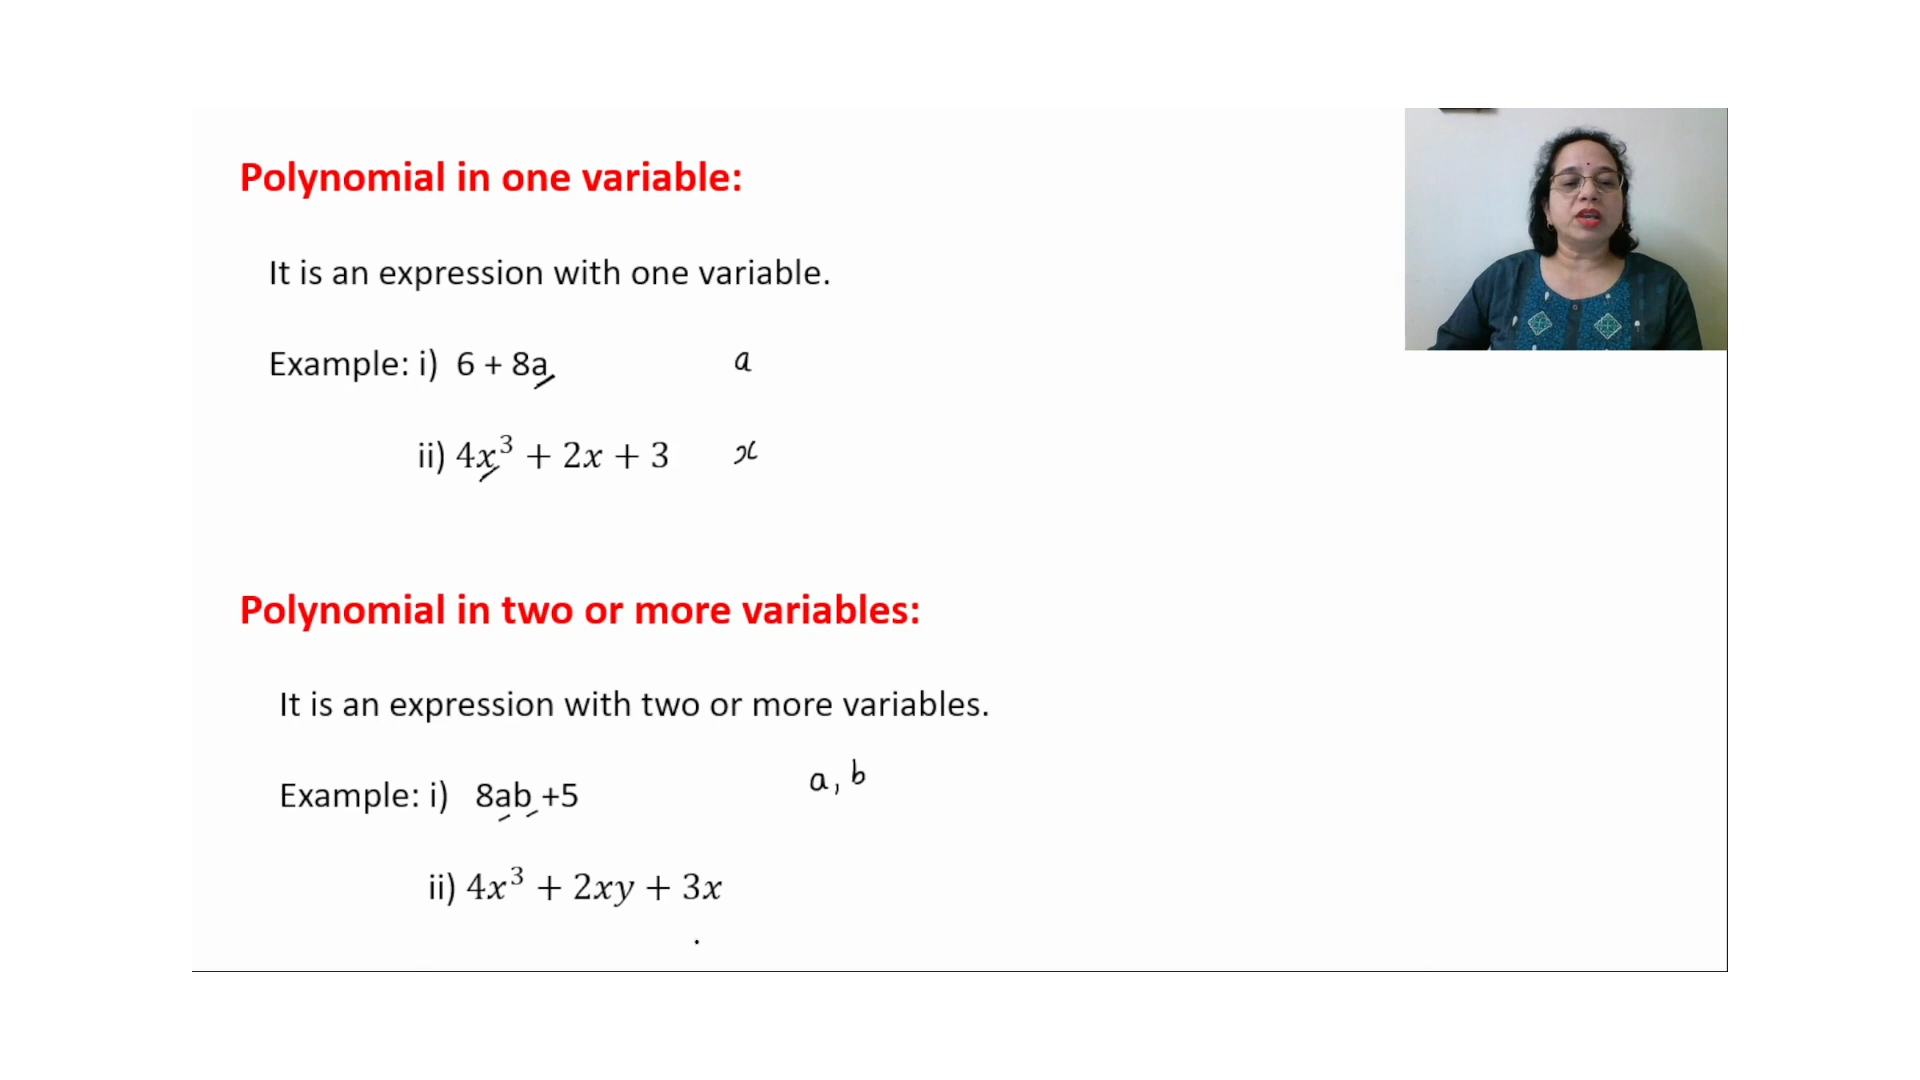 Polynomial in one variable:
It is an expression with one variable.
Example: i) 6 + 8a a
ii) 4x³ + 2x + 3 x
Polynomial in two or more variables:
It is an expression with two or more variables.
Example: i) 8ab +5 a, b
ii) 4x³ + 2xy + 3x